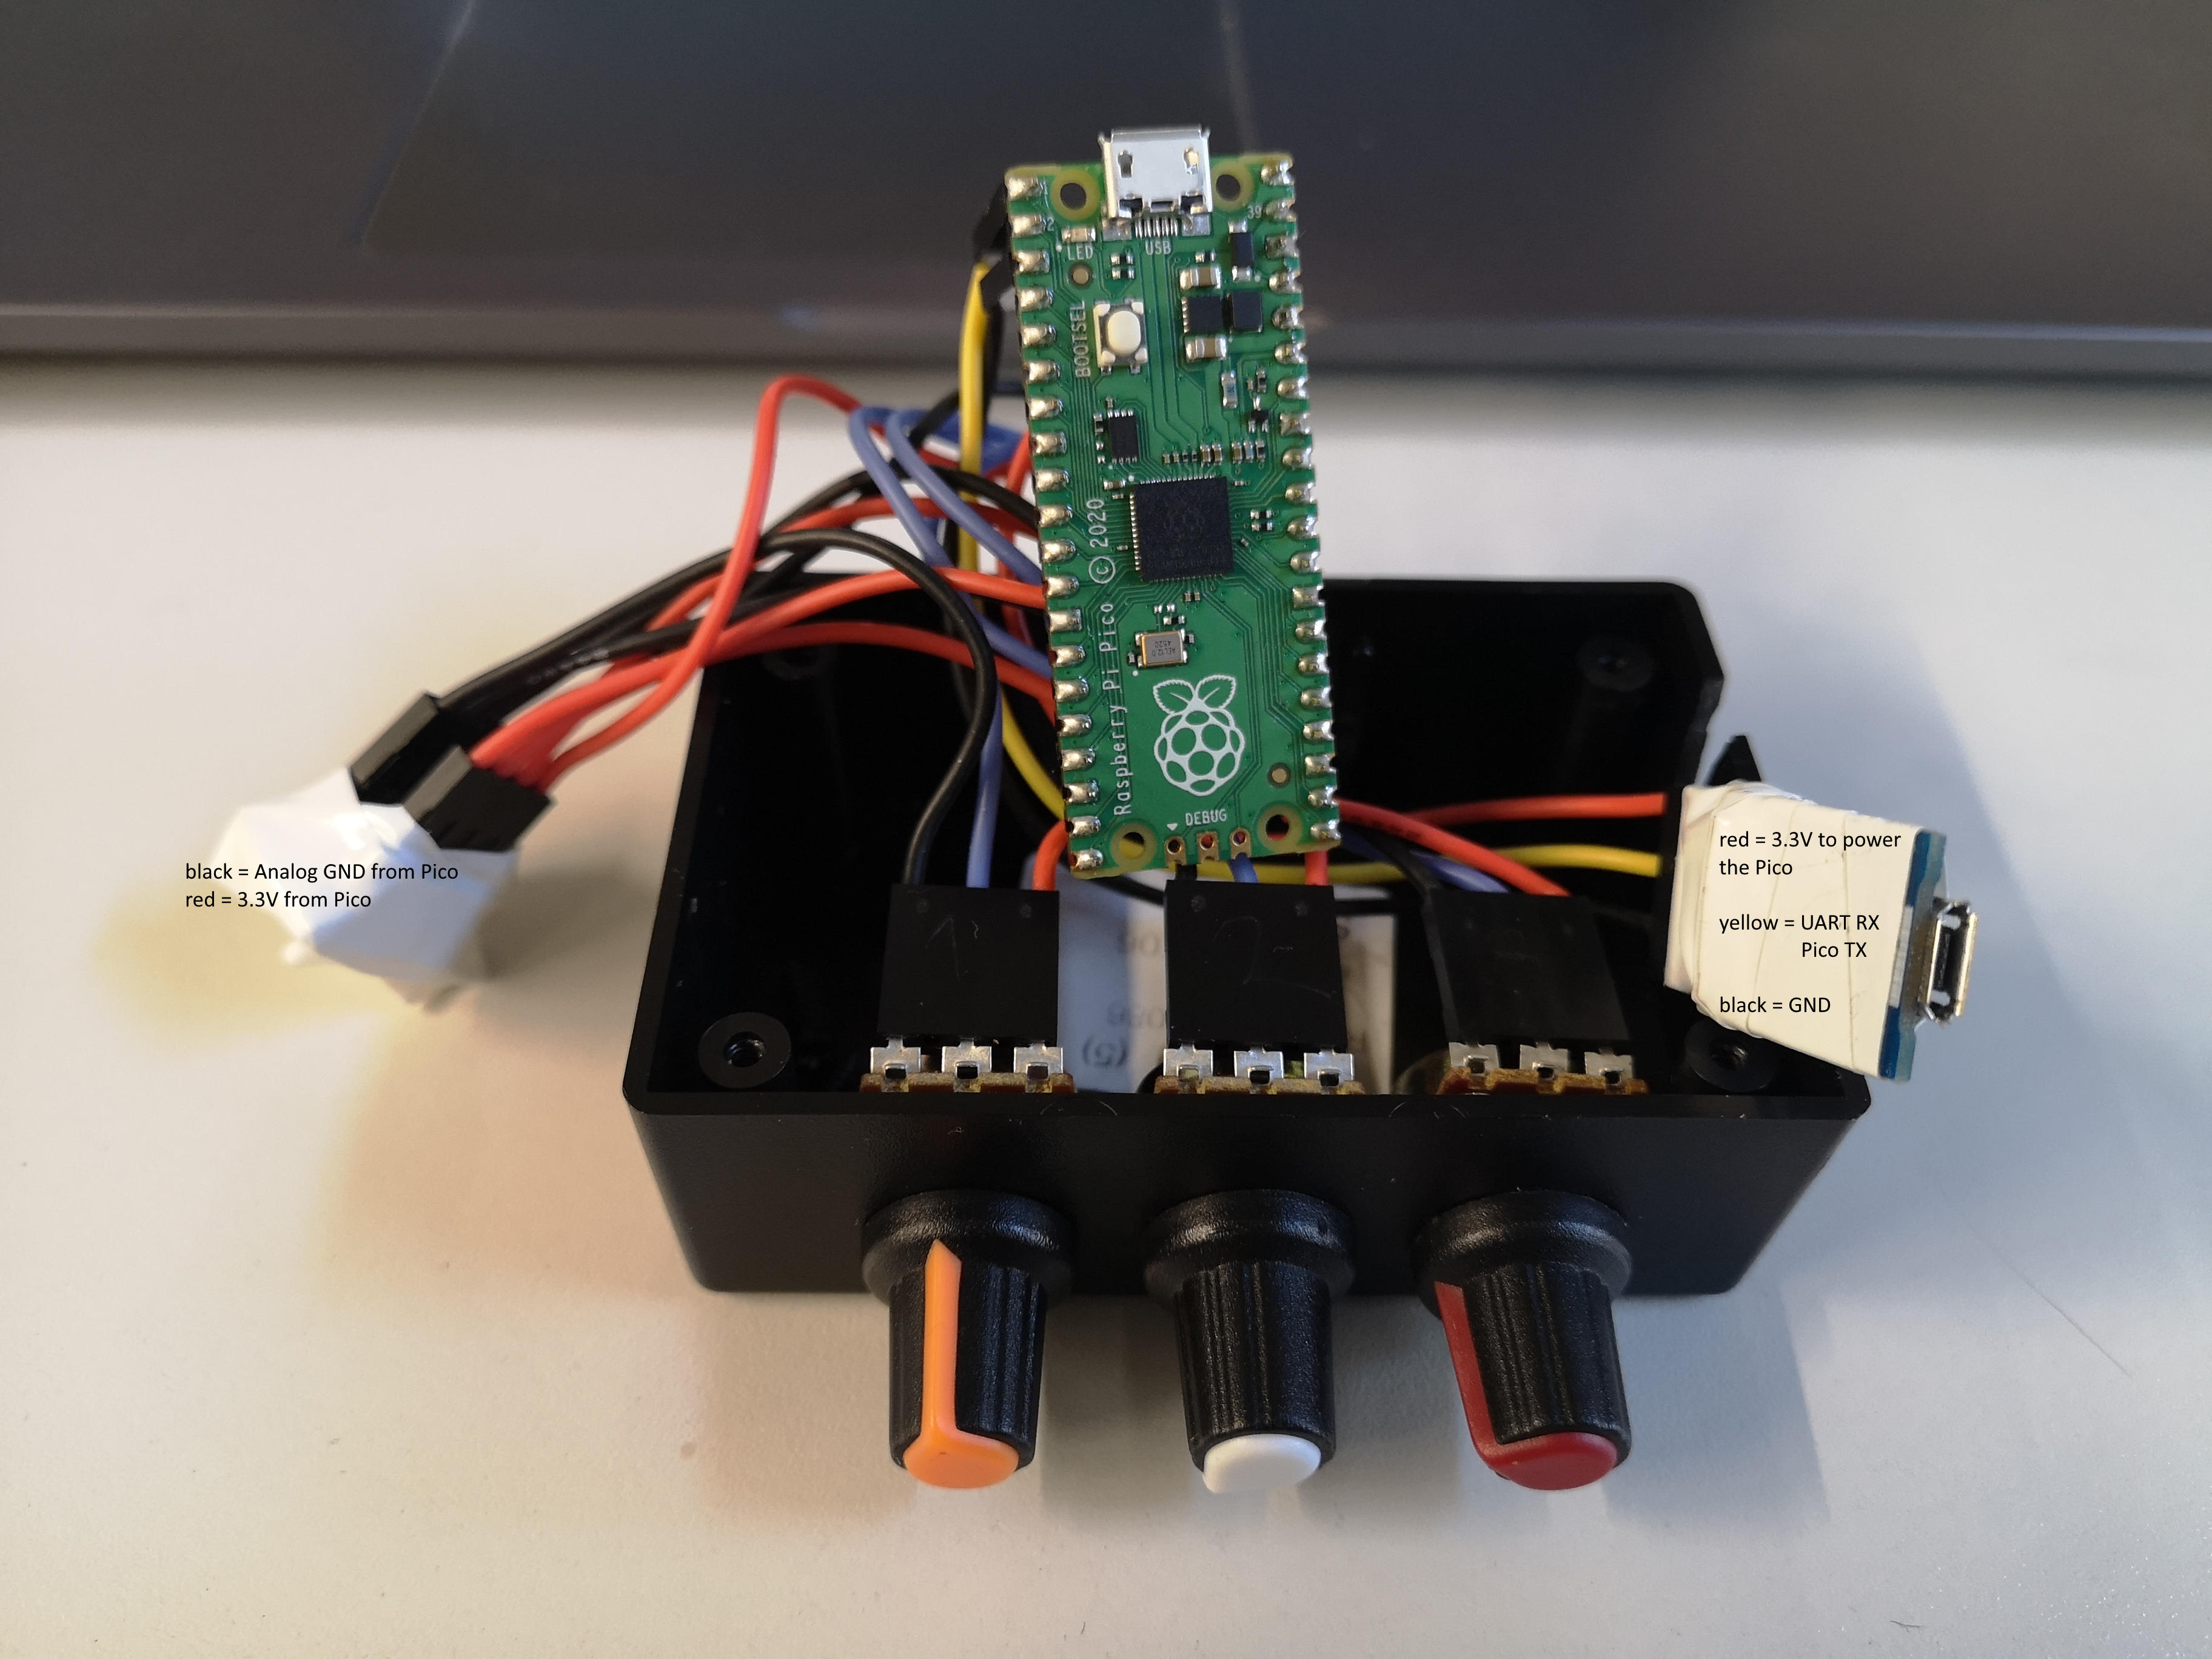 39
2
LED
USB
BOOTSEL
Raspberry Pi Pico © 2020
DEBUG
black = Analog GND from Pico
red = 3.3V from Pico
red = 3.3V to power
the Pico
yellow = UART RX
Pico TX
black = GND
1
2
(5)